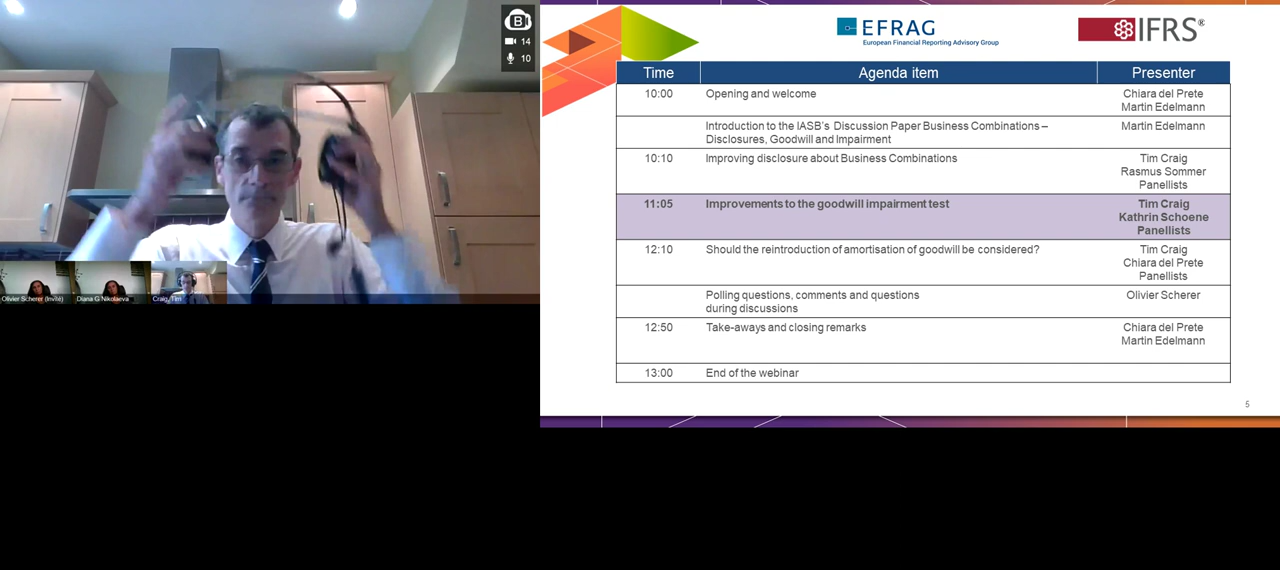 B
14
10
Olivier Scherer (Invité)
Diana G Nikolaeva
Craig, Tim
EFRAG
European Financial Reporting Advisory Group
IFRS®
Time
Agenda item
Presenter
10:00
Opening and welcome
Chiara del Prete
Martin Edelmann
Introduction to the IASB's Discussion Paper Business Combinations –
Disclosures, Goodwill and Impairment
Martin Edelmann
10:10
Improving disclosure about Business Combinations
Tim Craig
Rasmus Sommer
Panellists
11:05
Improvements to the goodwill impairment test
Tim Craig
Kathrin Schoene
Panellists
12:10
Should the reintroduction of amortisation of goodwill be considered?
Tim Craig
Chiara del Prete
Panellists
Polling questions, comments and questions
during discussions
Olivier Scherer
12:50
Take-aways and closing remarks
Chiara del Prete
Martin Edelmann
13:00
End of the webinar
5